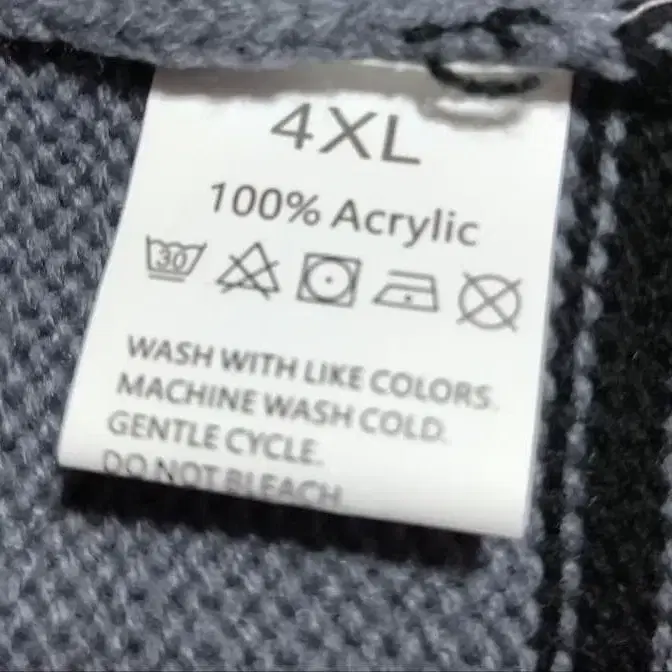 4XL
100% Acrylic
30
WASH WITH LIKE COLORS.
MACHINE WASH COLD.
GENTLE CYCLE.
DO NOT BLEACH